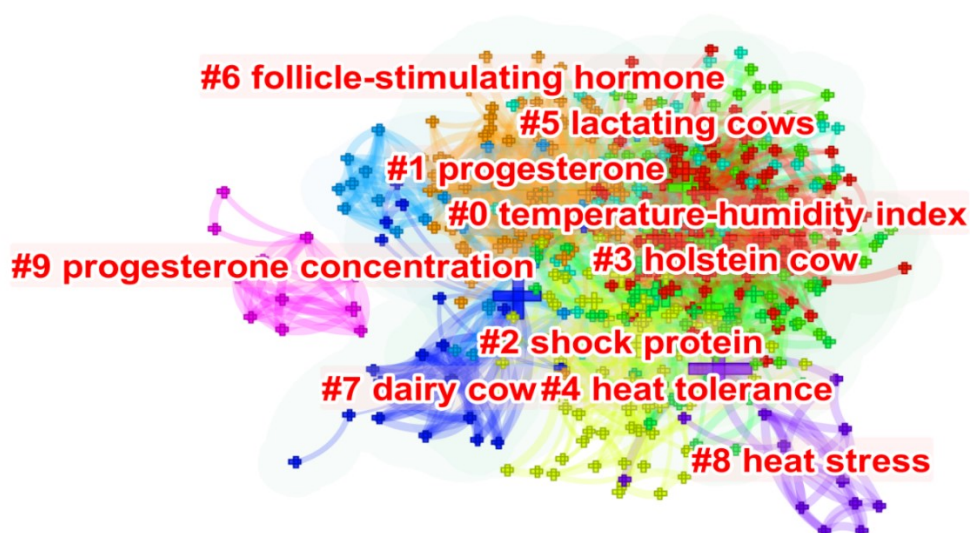 #6 follicle-stimulating hormone
#5 lactating cows
#1 progesterone
#0 temperature-humidity index
#3 holstein cow
#9 progesterone concentration
#2 shock protein
#7 dairy cow
#4 heat tolerance
#8 heat stress